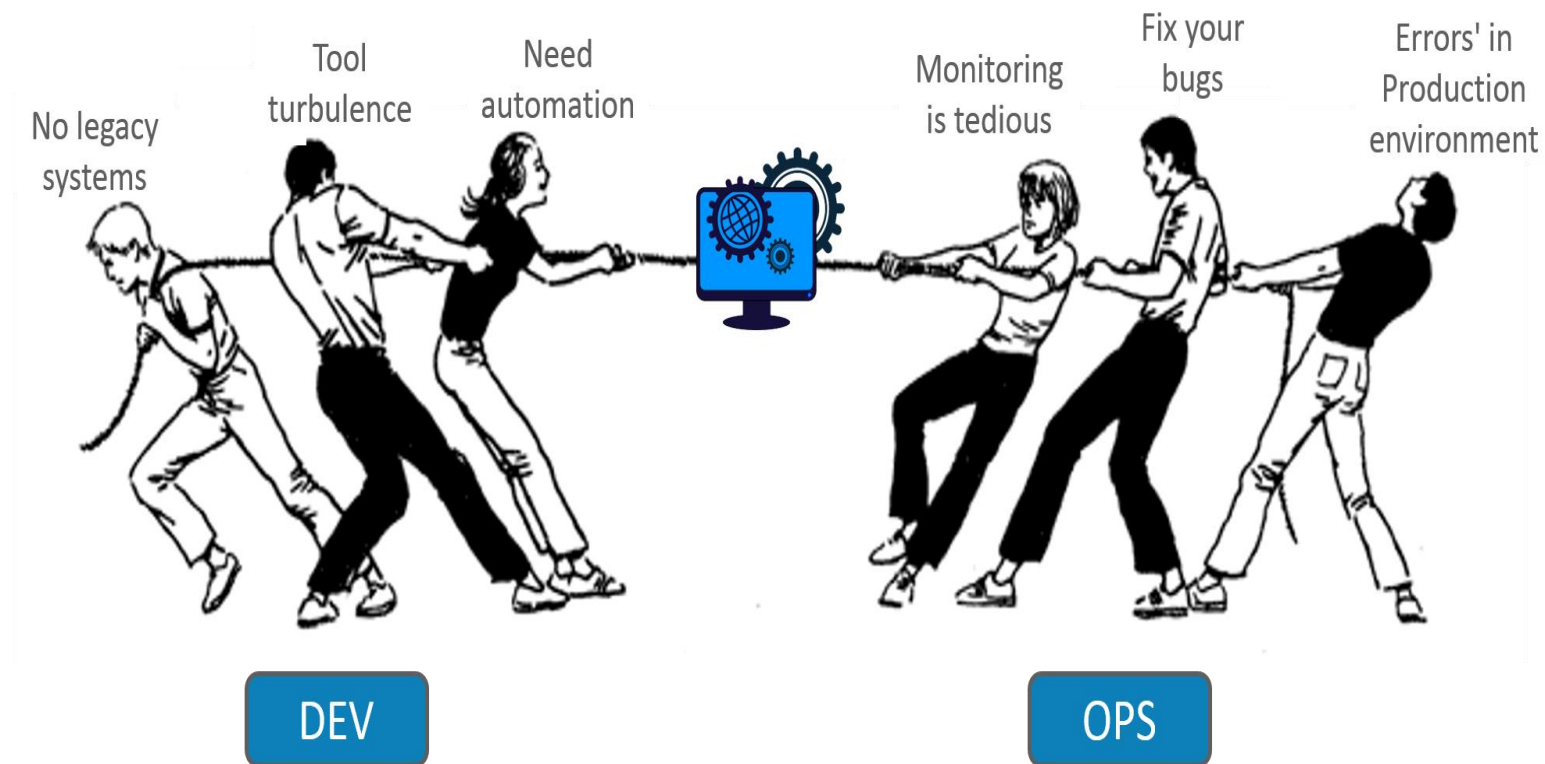 No legacy
systems
Tool
turbulence
Need
automation
Monitoring
is tedious
Fix your
bugs
Errors' in
Production
environment
DEV
OPS